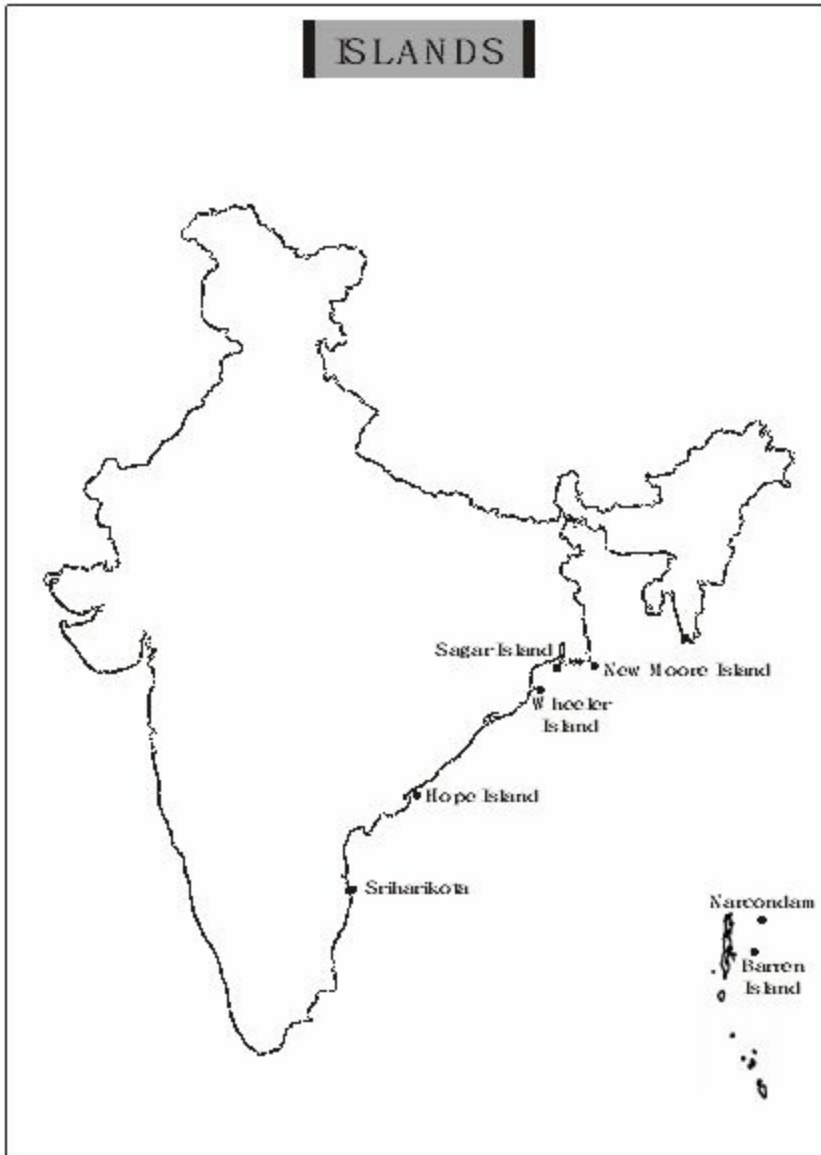 ISLANDS
Sagar Island
New Moore Island
Wheeler
Island
Hope Island
Sriharikota
Narcondam
Barren
Island